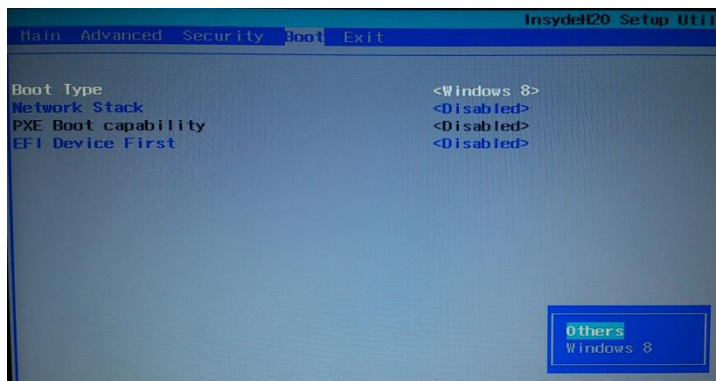 InsydeH20 Setup Util
Main Advanced Security Boot Exit
Boot Type <Windows 8>
Network Stack <Disabled>
PXE Boot capability <Disabled>
EFI Device First <Disabled>
Others
Windows 8